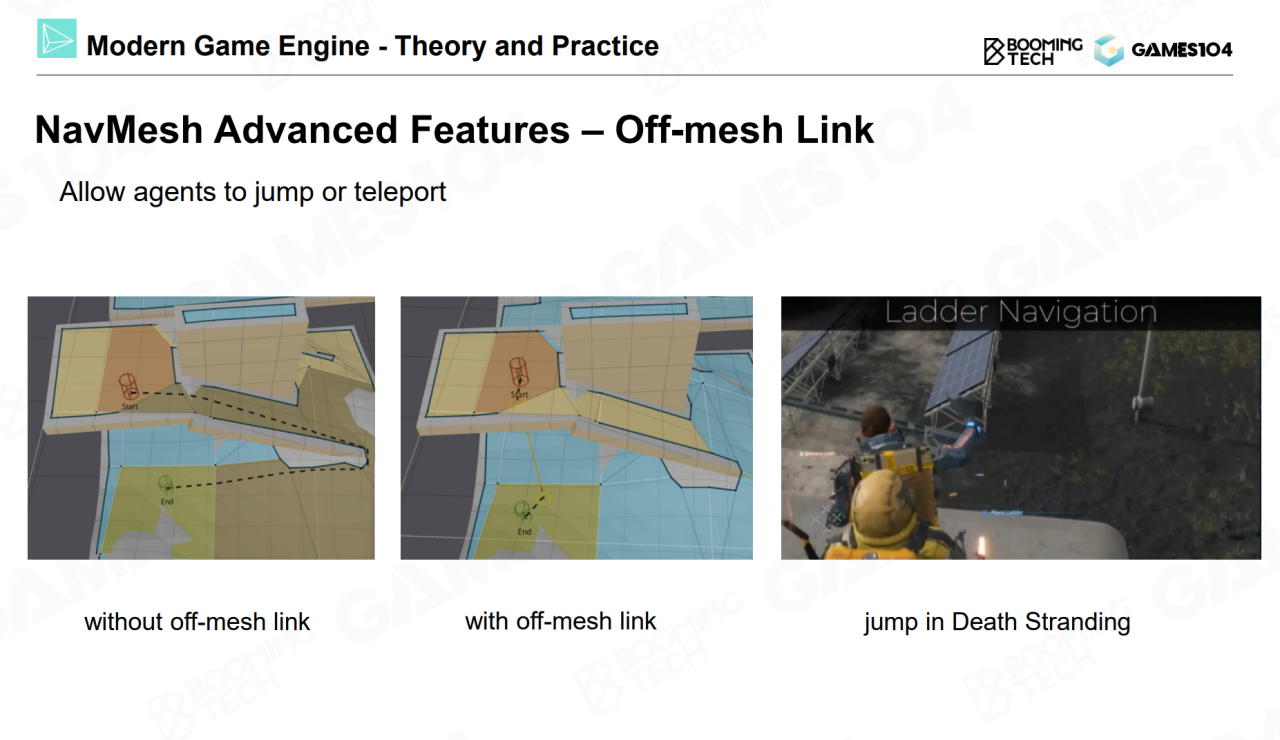 Modern Game Engine - Theory and Practice
BOOMING
TECH
GAMES104
NavMesh Advanced Features – Off-mesh Link
Allow agents to jump or teleport
Start
End
Start
End
Ladder Navigation
Place Ladder
without off-mesh link
with off-mesh link
jump in Death Stranding